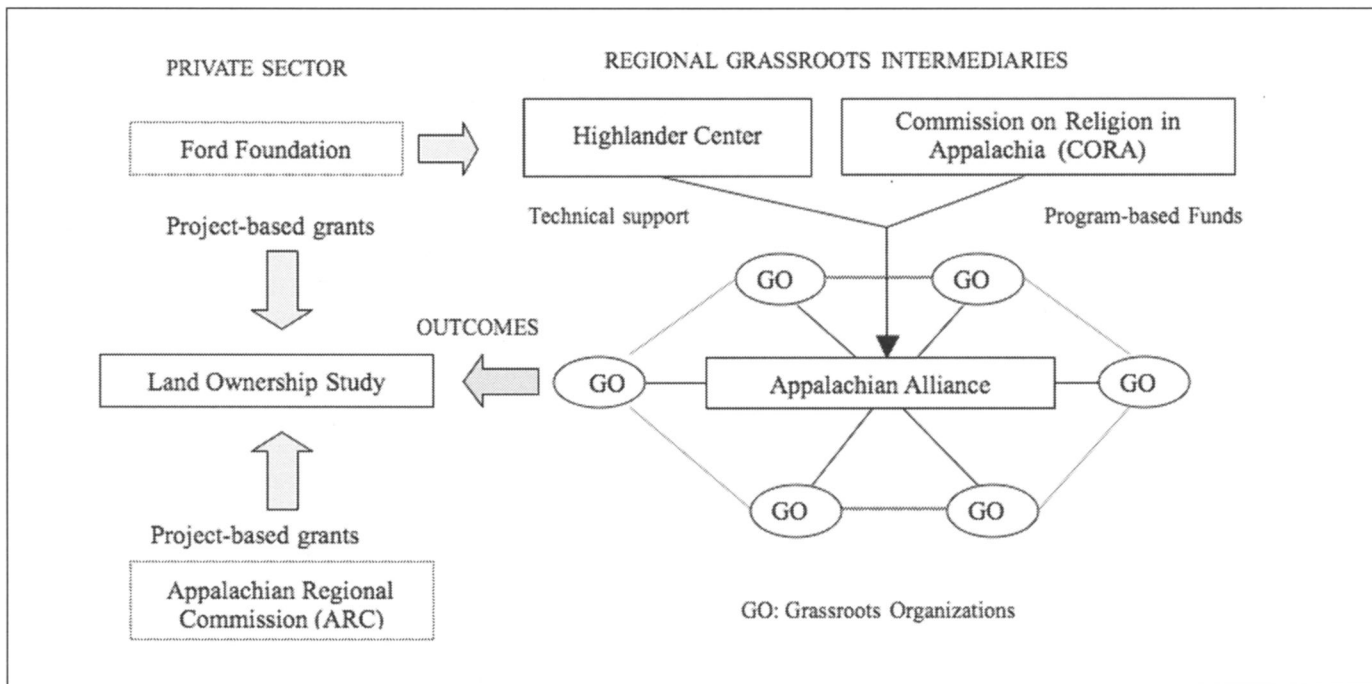 PRIVATE SECTOR
REGIONAL GRASSROOTS INTERMEDIARIES
Ford Foundation
Highlander Center
Commission on Religion in
Appalachia (CORA)
Project-based grants
Technical support
Program-based Funds
GO
GO
OUTCOMES
Land Ownership Study
GO
Appalachian Alliance
GO
GO
GO
Project-based grants
Appalachian Regional
Commission (ARC)
GO: Grassroots Organizations